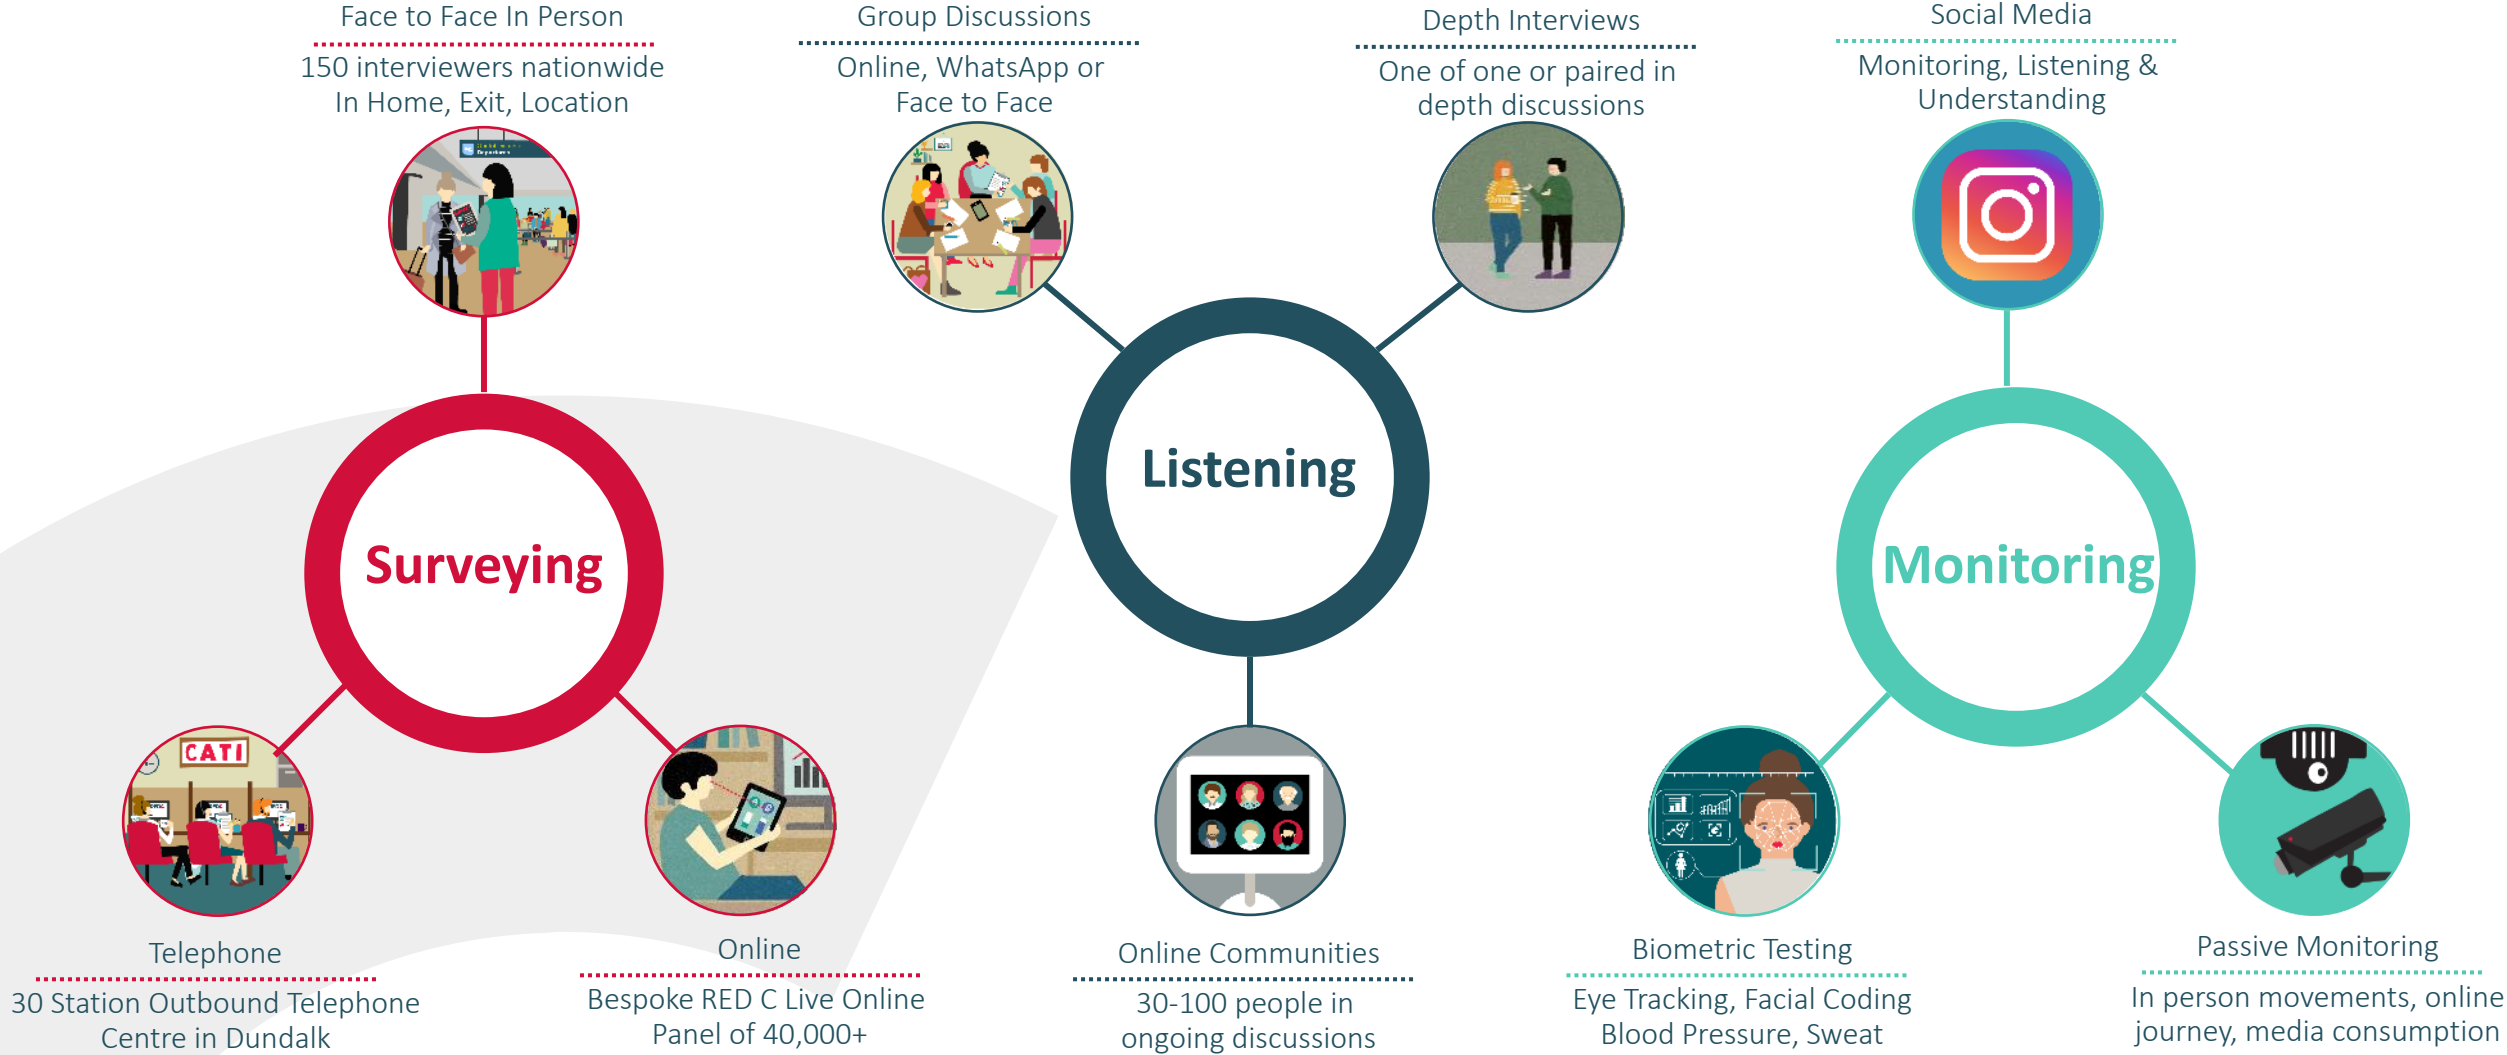 Face to Face In Person
150 interviewers nationwide
In Home, Exit, Location
Group Discussions
Online, WhatsApp or
Face to Face
Depth Interviews
One of one or paired in
depth discussions
Social Media
Monitoring, Listening &
Understanding
Surveying
Listening
Monitoring
CATI
Telephone
30 Station Outbound Telephone
Centre in Dundalk
Online
Bespoke RED C Live Online
Panel of 40,000+
Online Communities
30-100 people in
ongoing discussions
Biometric Testing
Eye Tracking, Facial Coding
Blood Pressure, Sweat
Passive Monitoring
In person movements, online
journey, media consumption